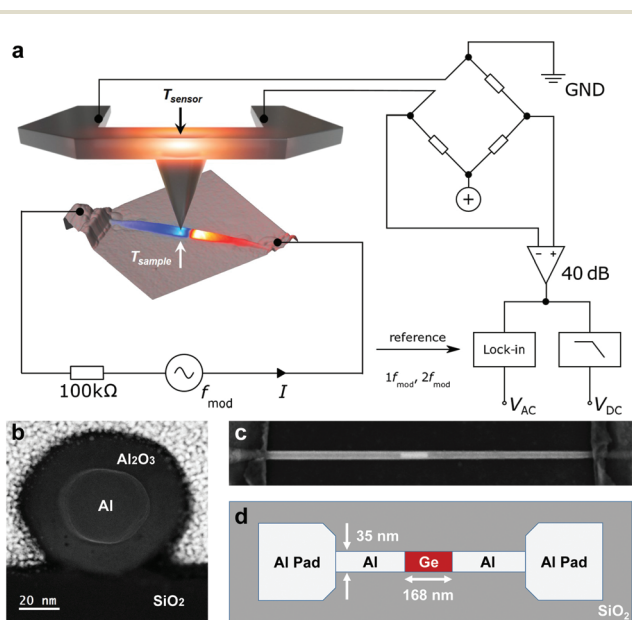 a
T_sensor
GND
+
T_sample
− +
40 dB
reference
1f_mod, 2f_mod
Lock-in
100kΩ
f_mod
I
V_AC
V_DC
b
Al₂O₃
Al
20 nm
SiO₂
c
d
35 nm
Al Pad
Al
Ge
Al
Al Pad
168 nm
SiO₂